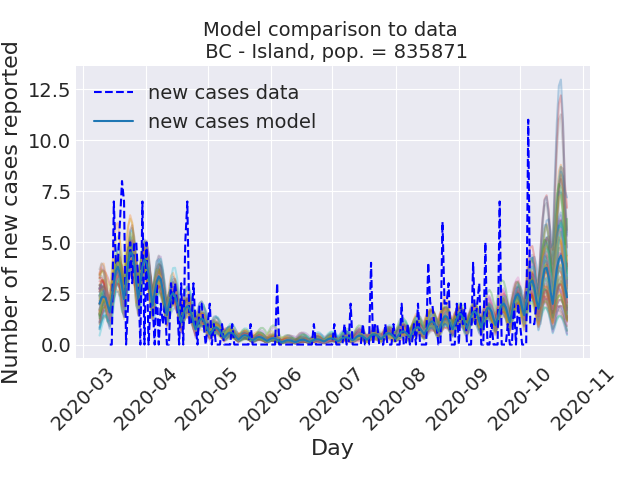 Model comparison to data
BC - Island, pop. = 835871
Number of new cases reported
12.5
10.0
7.5
5.0
2.5
0.0
new cases data
new cases model
2020-03
2020-04
2020-05
2020-06
2020-07
2020-08
2020-09
2020-10
2020-11
Day